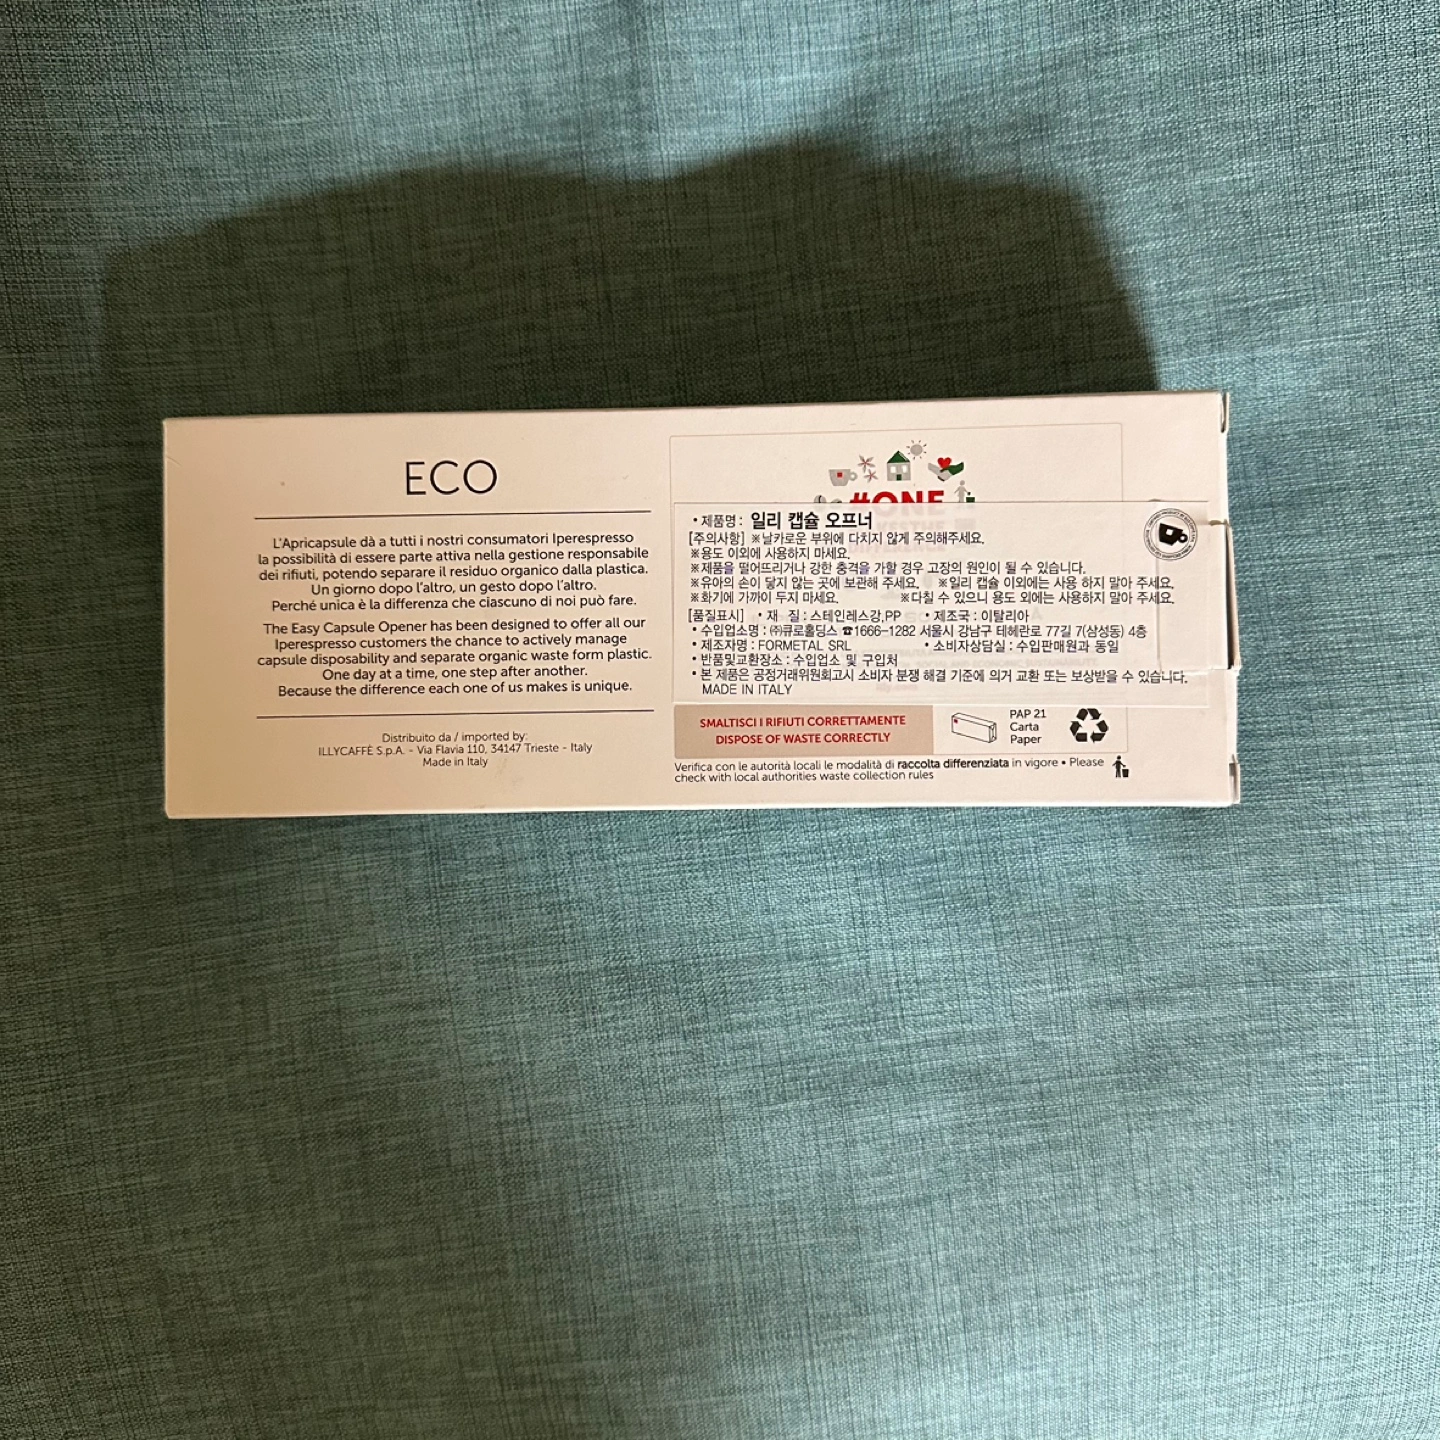 ECO
L'Apricapsule dà a tutti i nostri consumatori Iperespresso
la possibilità di essere parte attiva nella gestione responsabile
dei rifiuti, potendo separare il residuo organico dalla plastica.
Un giorno dopo l'altro, un gesto dopo l'altro.
Perché unica è la differenza che ciascuno di noi può fare.
The Easy Capsule Opener has been designed to offer all our
Iperespresso customers the chance to actively manage
capsule disposability and separate organic waste form plastic.
One day at a time, one step after another.
Because the difference each one of us makes is unique.
Distribuito da / imported by:
ILLYCAFFÈ S.p.A. - Via Flavia 110, 34147 Trieste - Italy
Made in Italy
#ONE
• 제품명 : 일리 캡슐 오프너
[주의사항] ※날카로운 부위에 다치지 않게 주의해주세요.
※용도 이외에 사용하지 마세요.
※제품을 떨어뜨리거나 강한 충격을 가할 경우 고장의 원인이 될 수 있습니다.
※유아의 손이 닿지 않는 곳에 보관해 주세요. ※일리 캡슐 이외에는 사용 하지 말아 주세요.
※화기에 가까이 두지 마세요. ※다칠 수 있으니 용도 외에는 사용하지 말아 주세요.
[품질표시] • 재 질 : 스테인레스강,PP • 제조국 : 이탈리아
• 수입업소명 : ㈜큐로홀딩스 ☎1666-1282 서울시 강남구 테헤란로 77길 7(삼성동) 4층
• 제조자명 : FORMETAL SRL • 소비자상담실 : 수입판매원과 동일
• 반품및교환장소 : 수입업소 및 구입처
• 본 제품은 공정거래위원회고시 소비자 분쟁 해결 기준에 의거 교환 또는 보상받을 수 있습니다.
MADE IN ITALY
SMALTISCI I RIFIUTI CORRETTAMENTE
DISPOSE OF WASTE CORRECTLY
PAP 21
Carta
Paper
Verifica con le autorità locali le modalità di raccolta differenziata in vigore • Please
check with local authorities waste collection rules